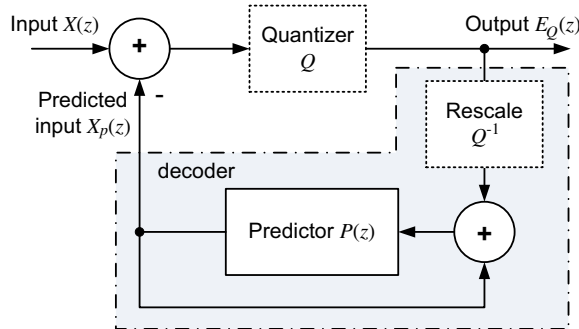 Input X(z)
Output E_Q(z)
+
Quantizer
Q
-
Predicted
input X_p(z)
Rescale
Q^-1
decoder
Predictor P(z)
+